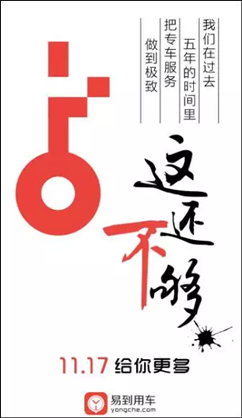 我们在过去
五年的时间里
把专车服务
做到极致
这还
不够
11.17 给你更多
易到用车
yongche.com